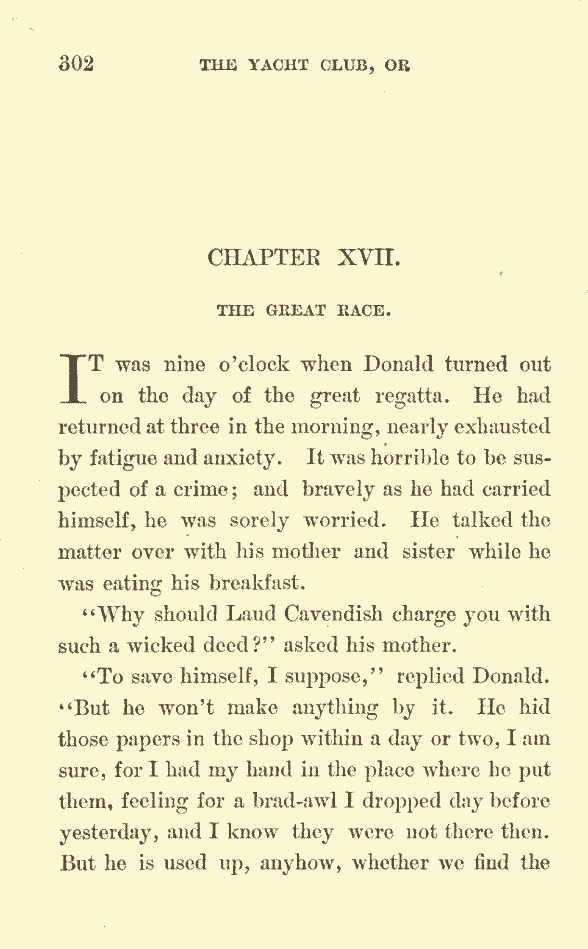 302 THE YACHT CLUB, OR
CHAPTER XVII.
THE GREAT RACE.
IT was nine o'clock when Donald turned out
on the day of the great regatta. He had
returned at three in the morning, nearly exhausted
by fatigue and anxiety. It was horrible to be sus-
pected of a crime; and bravely as he had carried
himself, he was sorely worried. He talked the
matter over with his mother and sister while he
was eating his breakfast.
"Why should Laud Cavendish charge you with
such a wicked deed?" asked his mother.
"To save himself, I suppose," replied Donald.
"But he won't make anything by it. He hid
those papers in the shop within a day or two, I am
sure, for I had my hand in the place where he put
them, feeling for a brad-awl I dropped day before
yesterday, and I know they were not there then.
But he is used up, anyhow, whether we find the